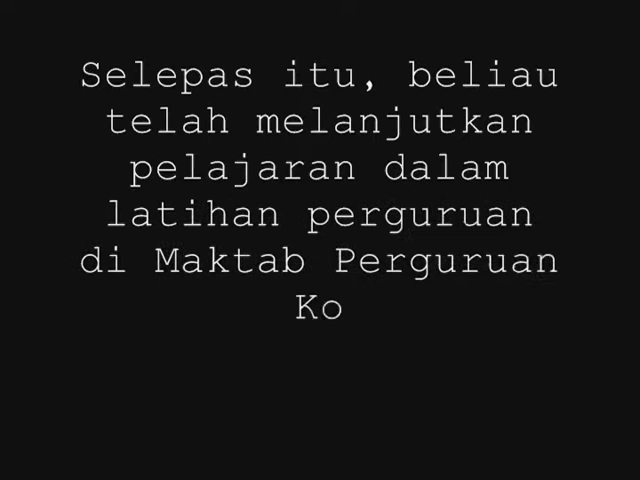 Selepas itu, beliau
telah melanjutkan
pelajaran dalam
latihan perguruan
di Maktab Perguruan
Ko